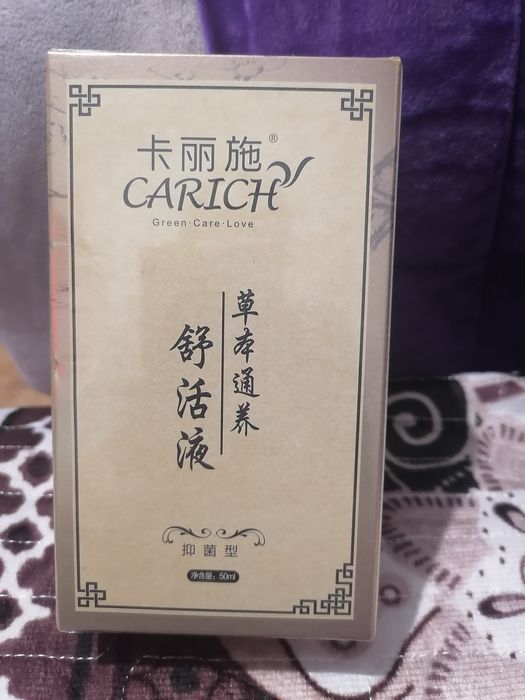 卡丽施®
CARICH
Green·Care·Love
草本通养
舒活液
抑菌型
净含量：50ml